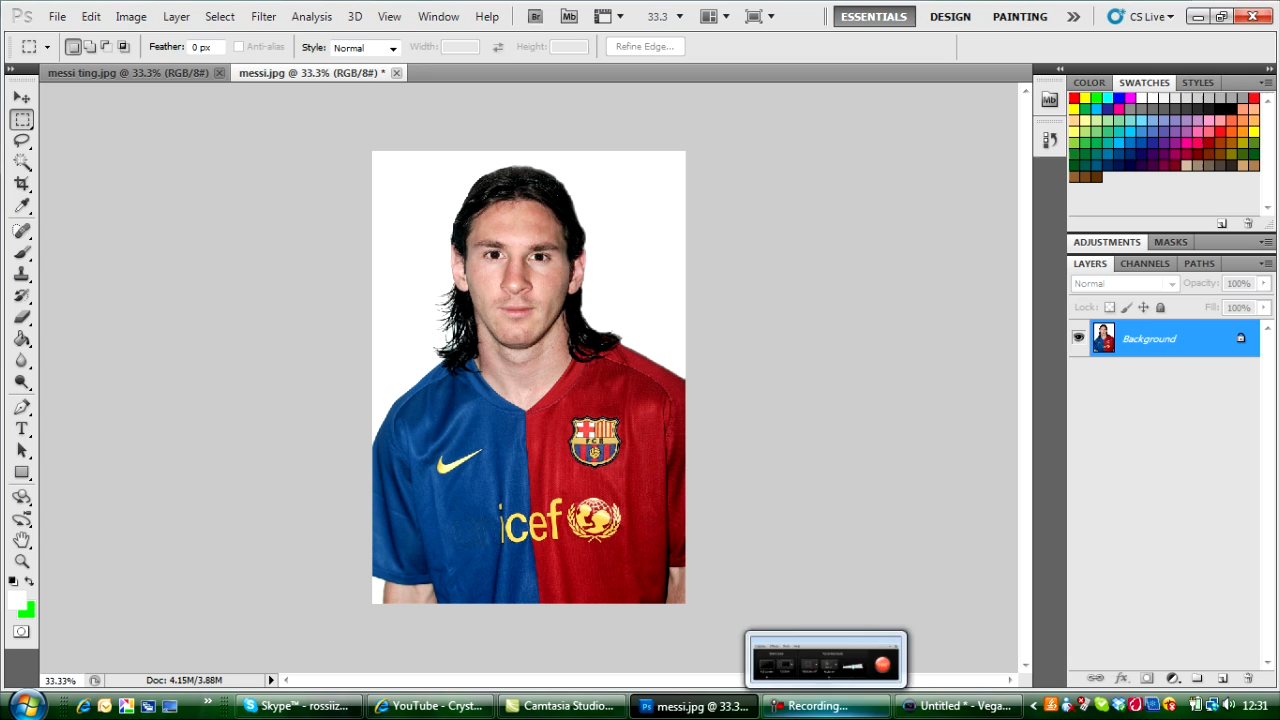 Ps File Edit Image Layer Select Filter Analysis 3D View Window Help Br Mb 33.3 ESSENTIALS DESIGN PAINTING CS Live
Feather: 0 px Anti-alias Style: Normal Width: Height: Refine Edge...
messi ting.jpg @ 33.3% (RGB/8#) messi.jpg @ 33.3% (RGB/8#) *
COLOR SWATCHES STYLES
Mb
ADJUSTMENTS MASKS
LAYERS CHANNELS PATHS
Normal Opacity: 100%
Lock: Fill: 100%
Background
FCB
icef
33.33% Doc: 4.15M/3.88M
Skype™ - rossiiz... YouTube - Cryst... Camtasia Studio... Ps messi.jpg @ 33.3... Recording... Untitled * - Vega... 12:31